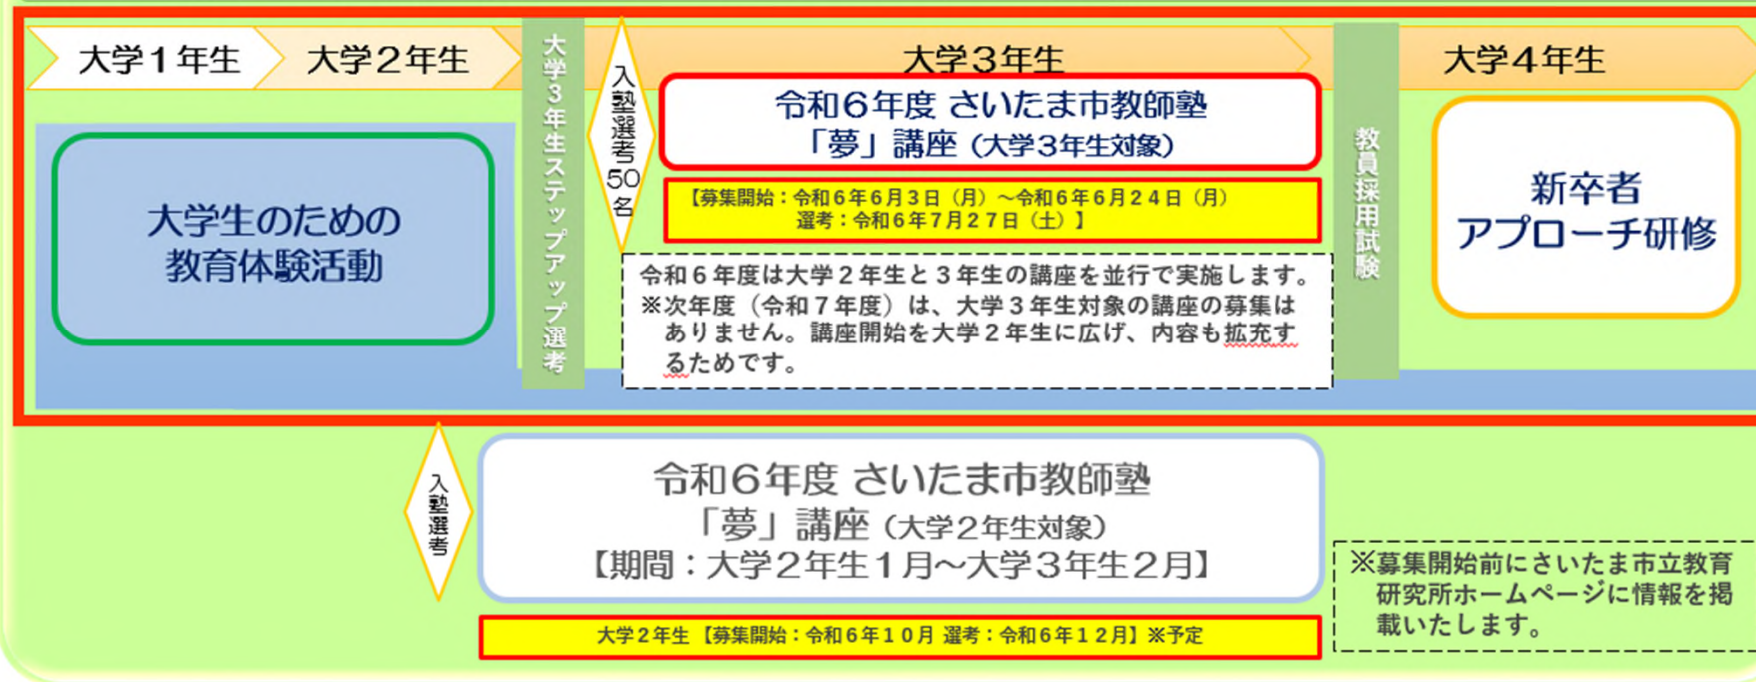 大学１年生
大学２年生
大学３年生
大学４年生
大学生のための
教育体験活動
大学３年生ステップアップ選考
入塾選考50名
令和６年度 さいたま市教師塾
「夢」講座（大学３年生対象）
【募集開始：令和６年６月３日（月）～令和６年６月２４日（月）
選考：令和６年７月２７日（土）】
令和６年度は大学２年生と３年生の講座を並行で実施します。
※次年度（令和７年度）は、大学３年生対象の講座の募集は
ありません。講座開始を大学２年生に広げ、内容も拡充す
るためです。
教員採用試験
新卒者
アプローチ研修
入塾選考
令和６年度 さいたま市教師塾
「夢」講座（大学２年生対象）
【期間：大学２年生１月～大学３年生２月】
大学２年生 【募集開始：令和６年１０月 選考：令和６年１２月】※予定
※募集開始前にさいたま市立教育
研究所ホームページに情報を掲
載いたします。